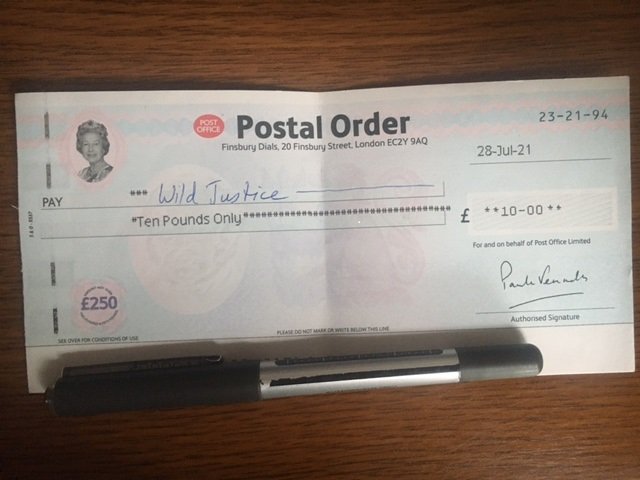 POST OFFICE
Postal Order
23-21-94
Finsbury Dials, 20 Finsbury Street, London EC2Y 9AQ
28-Jul-21
PAY *** Wild Justice
*Ten Pounds Only*******************************************
£ **10-00**
For and on behalf of Post Office Limited
£250
Authorised Signature
SEE OVER FOR CONDITIONS OF USE
PLEASE DO NOT MARK OR WRITE BELOW THIS LINE